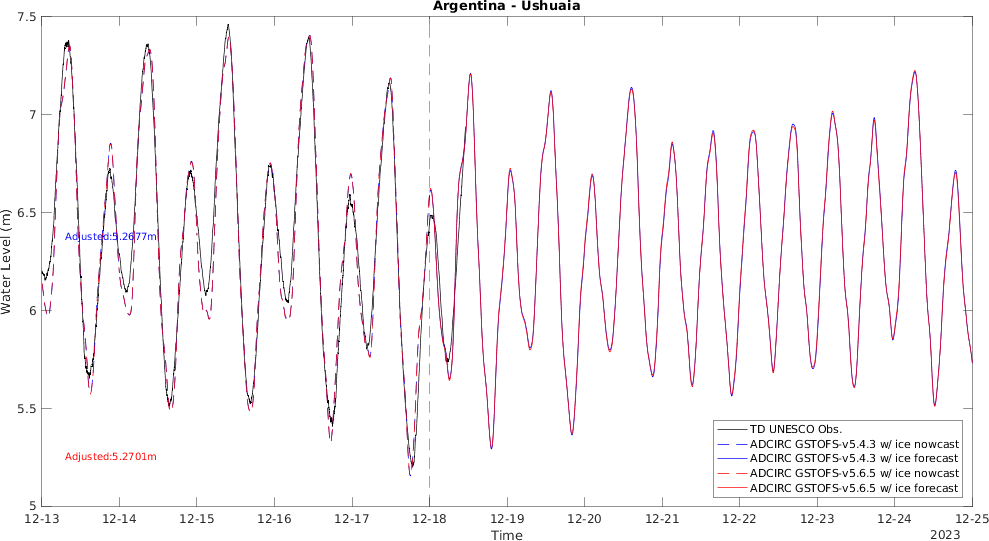 Argentina - Ushuaia
7.5
7
6.5
6
5.5
5
Water Level (m)
Adjusted:5.2677m
Adjusted:5.2701m
TD UNESCO Obs.
ADCIRC GSTOFS-v5.4.3 w/ ice nowcast
ADCIRC GSTOFS-v5.4.3 w/ ice forecast
ADCIRC GSTOFS-v5.6.5 w/ ice nowcast
ADCIRC GSTOFS-v5.6.5 w/ ice forecast
12-13 12-14 12-15 12-16 12-17 12-18 12-19 12-20 12-21 12-22 12-23 12-24 12-25
Time
2023